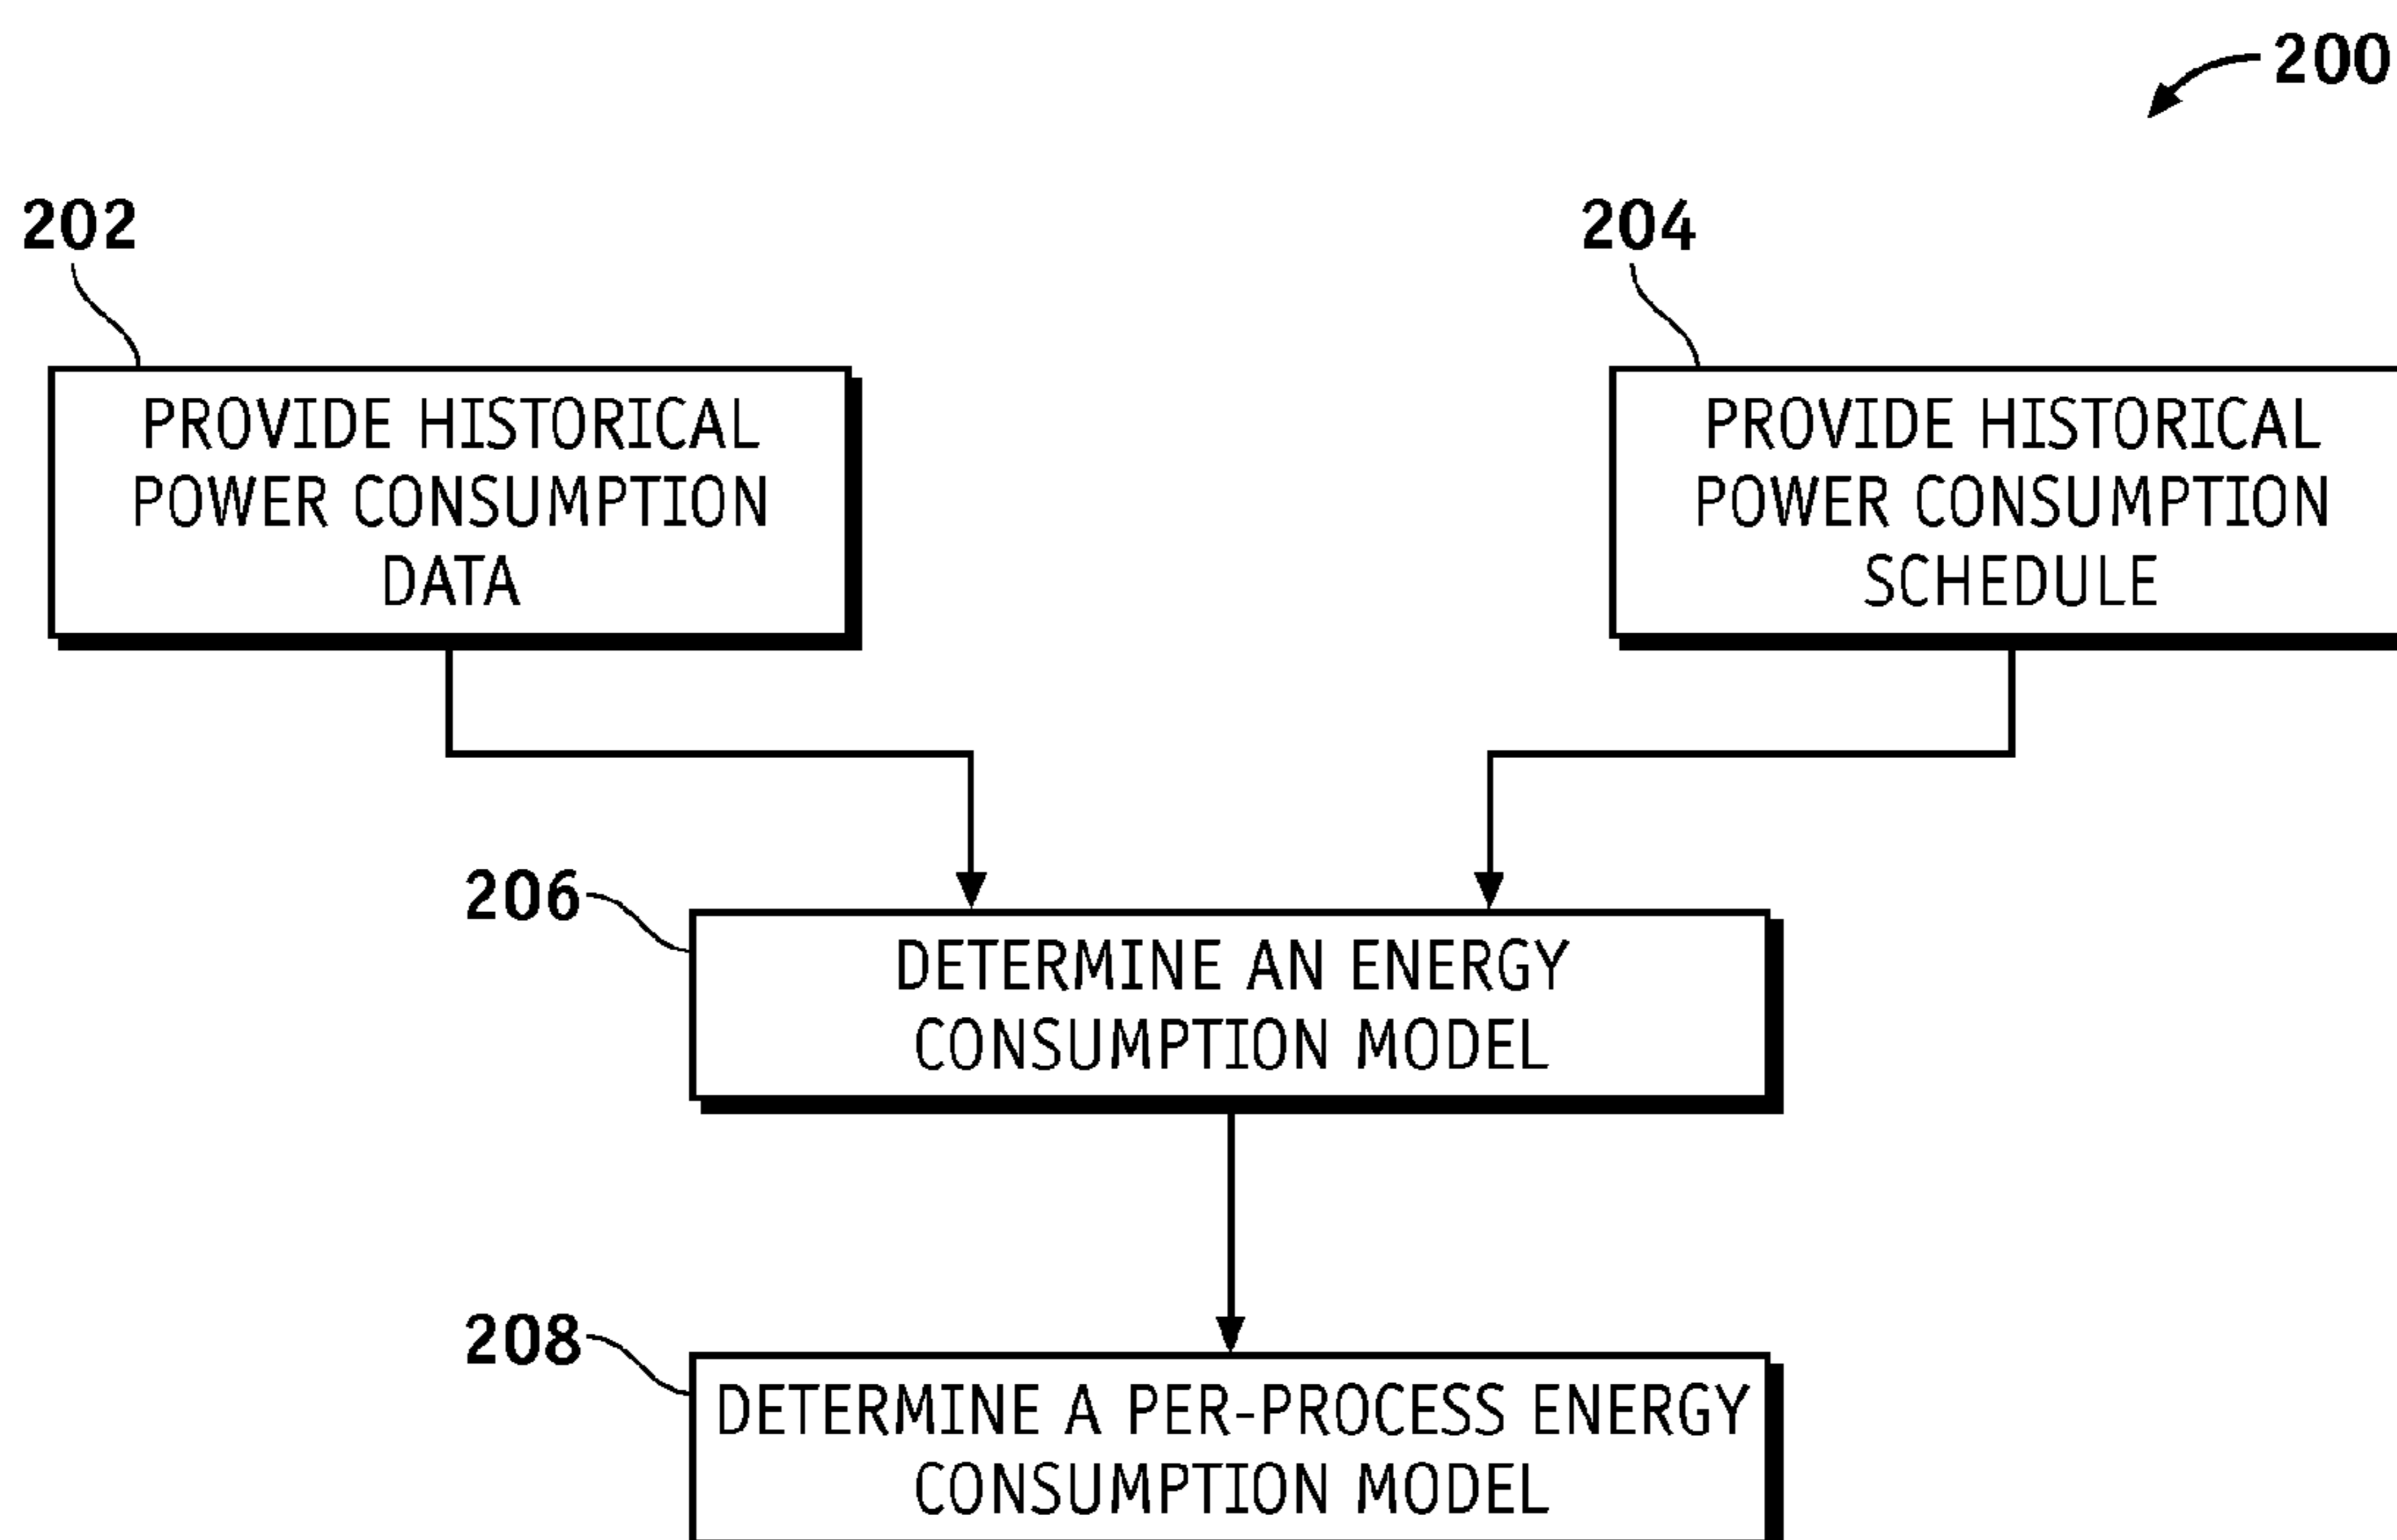 200
202
204
PROVIDE HISTORICAL
POWER CONSUMPTION
DATA
PROVIDE HISTORICAL
POWER CONSUMPTION
SCHEDULE
206
DETERMINE AN ENERGY
CONSUMPTION MODEL
208
DETERMINE A PER-PROCESS ENERGY
CONSUMPTION MODEL